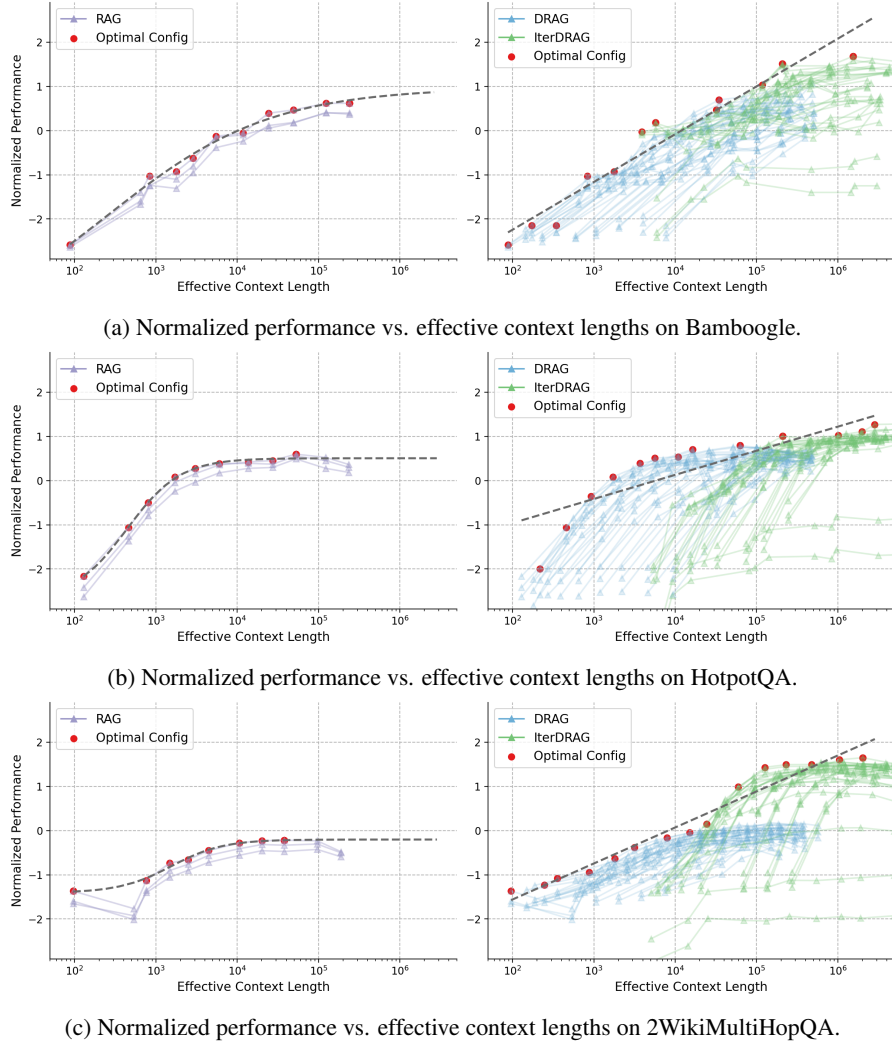 RAG
Optimal Config
DRAG
IterDRAG
Optimal Config
Normalized Performance
2
1
0
−1
−2
10²
10³
10⁴
10⁵
10⁶
Effective Context Length
2
1
0
−1
−2
10²
10³
10⁴
10⁵
10⁶
Effective Context Length
(a) Normalized performance vs. effective context lengths on Bamboogle.
RAG
Optimal Config
DRAG
IterDRAG
Optimal Config
Normalized Performance
2
1
0
−1
−2
10²
10³
10⁴
10⁵
10⁶
Effective Context Length
2
1
0
−1
−2
10²
10³
10⁴
10⁵
10⁶
Effective Context Length
(b) Normalized performance vs. effective context lengths on HotpotQA.
RAG
Optimal Config
DRAG
IterDRAG
Optimal Config
Normalized Performance
2
1
0
−1
−2
10²
10³
10⁴
10⁵
10⁶
Effective Context Length
2
1
0
−1
−2
10²
10³
10⁴
10⁵
10⁶
Effective Context Length
(c) Normalized performance vs. effective context lengths on 2WikiMultiHopQA.